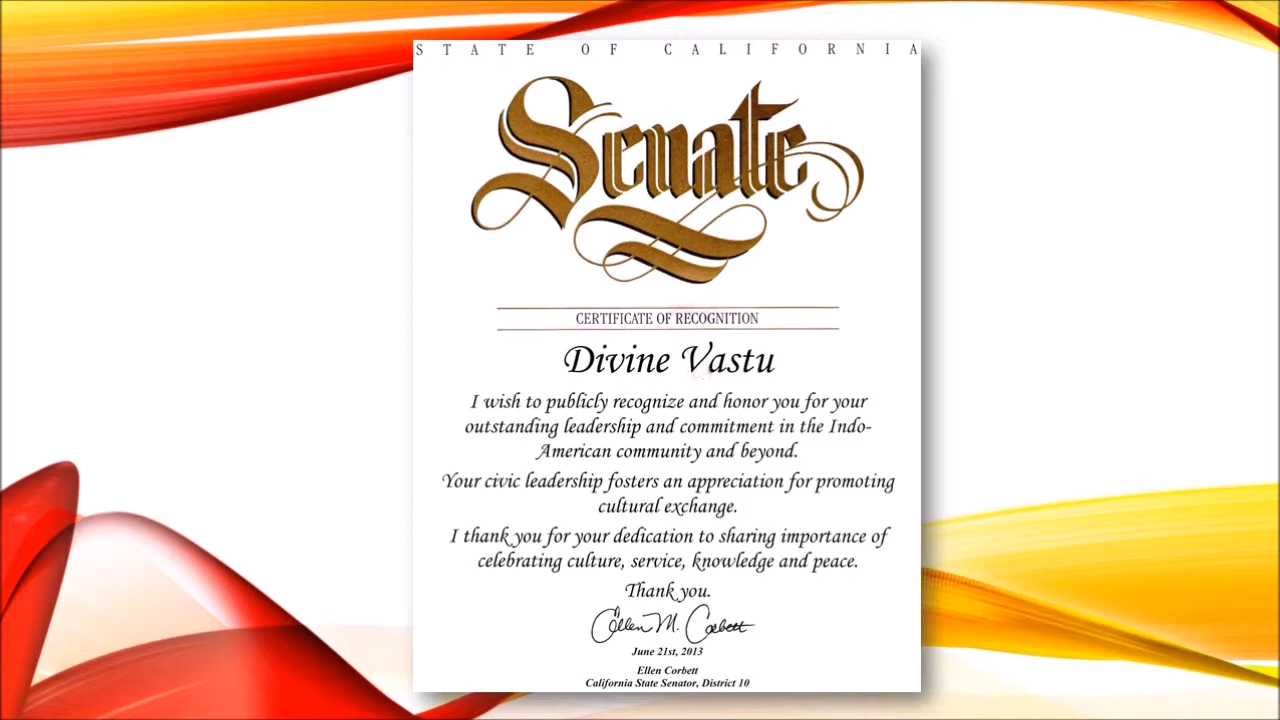 STATE OF CALIFORNIA
Senate
CERTIFICATE OF RECOGNITION
Divine Vastu
I wish to publicly recognize and honor you for your
outstanding leadership and commitment in the Indo-
American community and beyond.
Your civic leadership fosters an appreciation for promoting
cultural exchange.
I thank you for your dedication to sharing importance of
celebrating culture, service, knowledge and peace.
Thank you.
Ellen M. Corbett
June 21st, 2013
Ellen Corbett
California State Senator, District 10